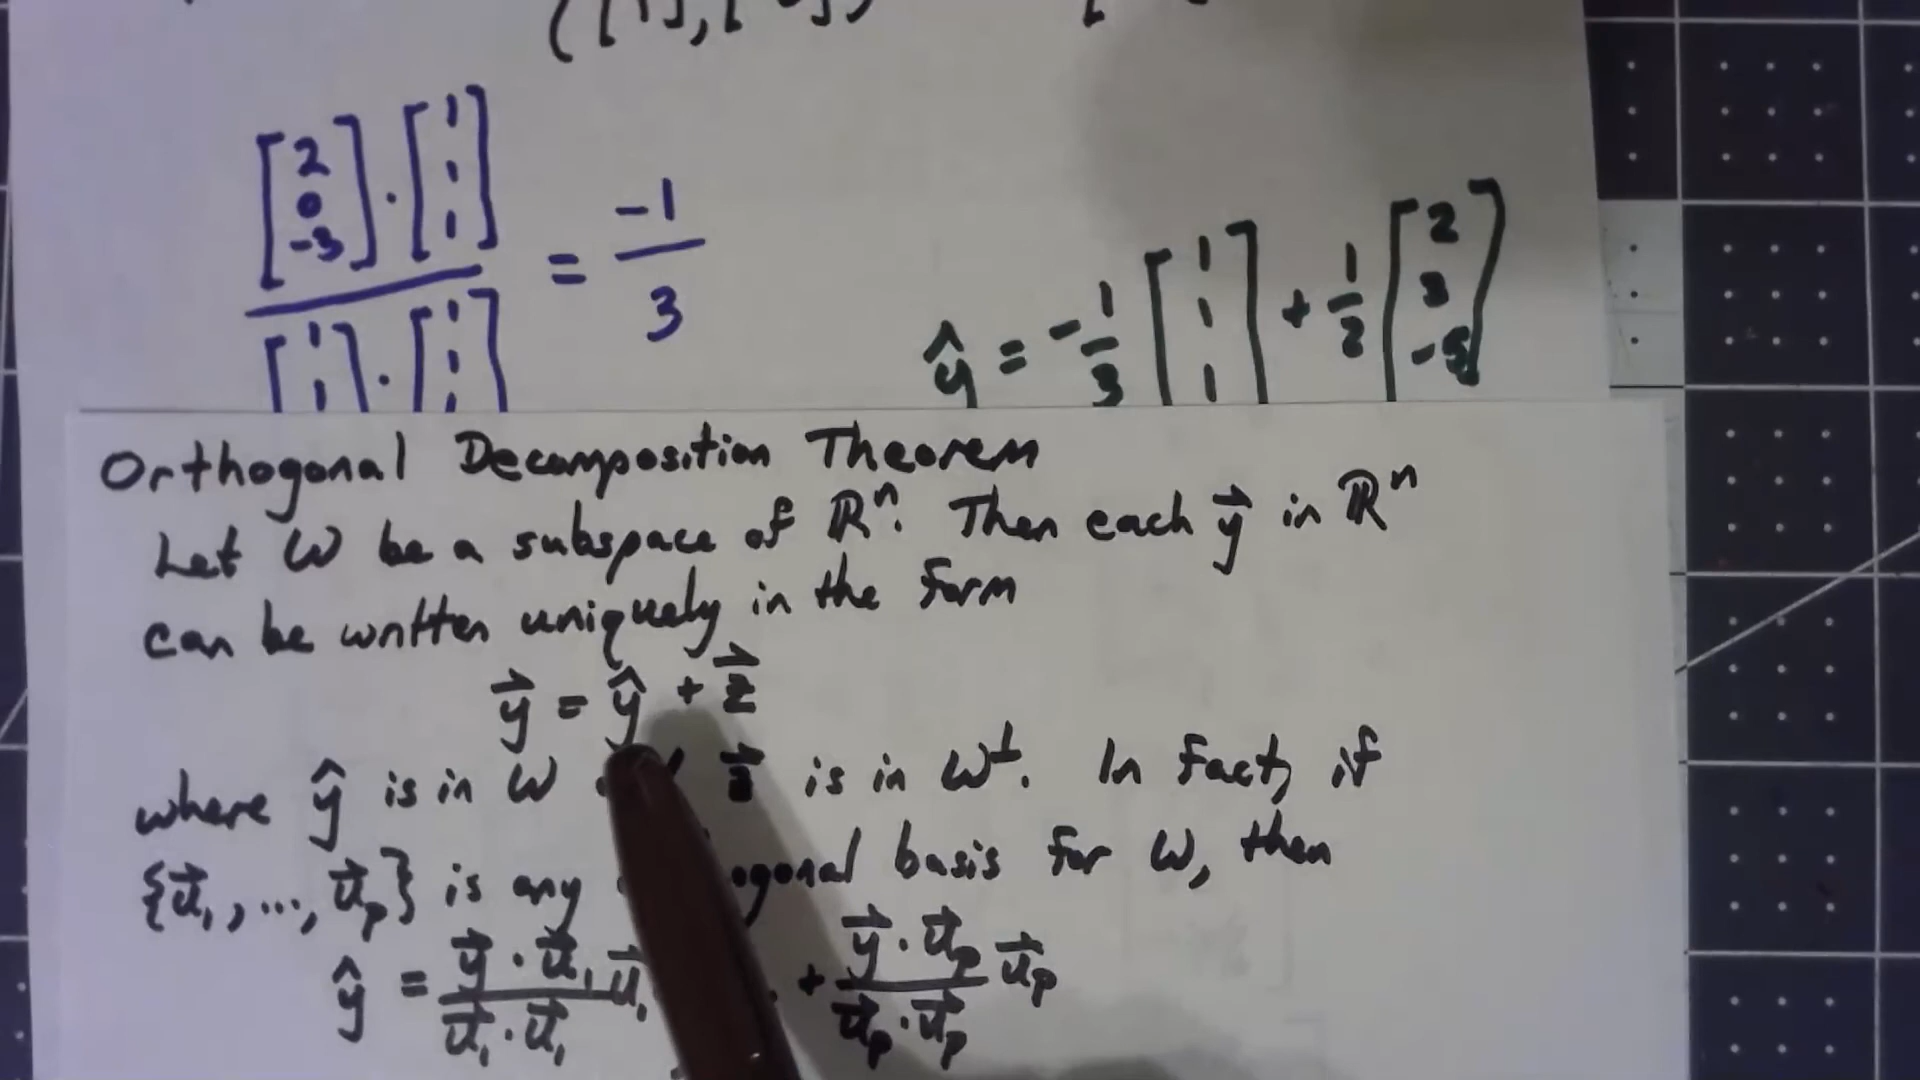 [2 0 -3] · [1 1 1] / [1 1 · [1 1 1 = -1/3
ŷ = -1/3 [1 1 1] + 1/2 [2 3 -5]
Orthogonal Decomposition Theorem
Let W be a subspace of ℝⁿ. Then each y⃗ in ℝⁿ
can be written uniquely in the form
y⃗ = ŷ + z⃗
where ŷ is in W z⃗ is in W⊥. In fact, if
{u⃗₁, ..., u⃗ₚ} is any ogonal basis for W, then
ŷ = y⃗·u⃗₁ / u⃗₁·u⃗₁ u⃗₁ + y⃗·u⃗ₚ / u⃗ₚ·u⃗ₚ u⃗ₚ